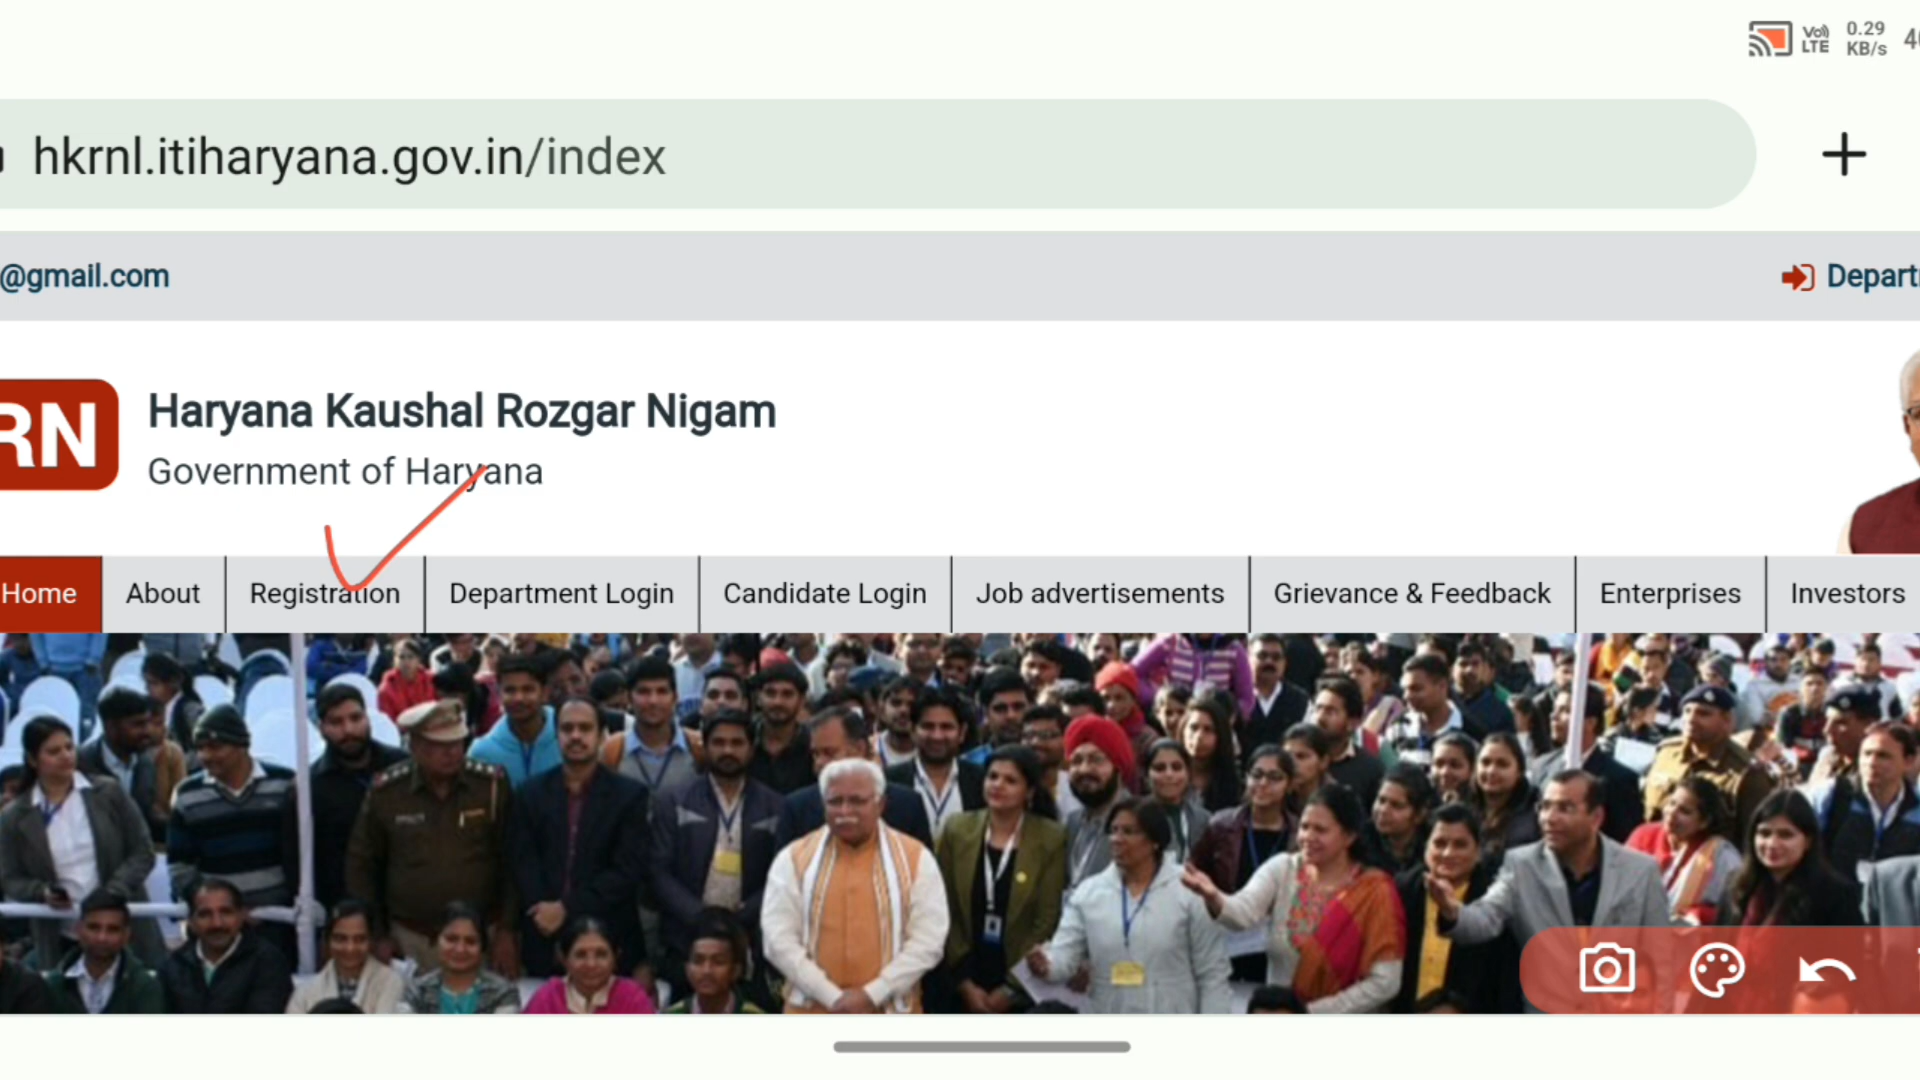 Vo) 0.29
LTE KB/s
hkrnl.itiharyana.gov.in/index
@gmail.com
Depart
RN
Haryana Kaushal Rozgar Nigam
Government of Haryana
Home About Registration Department Login Candidate Login Job advertisements Grievance & Feedback Enterprises Investors